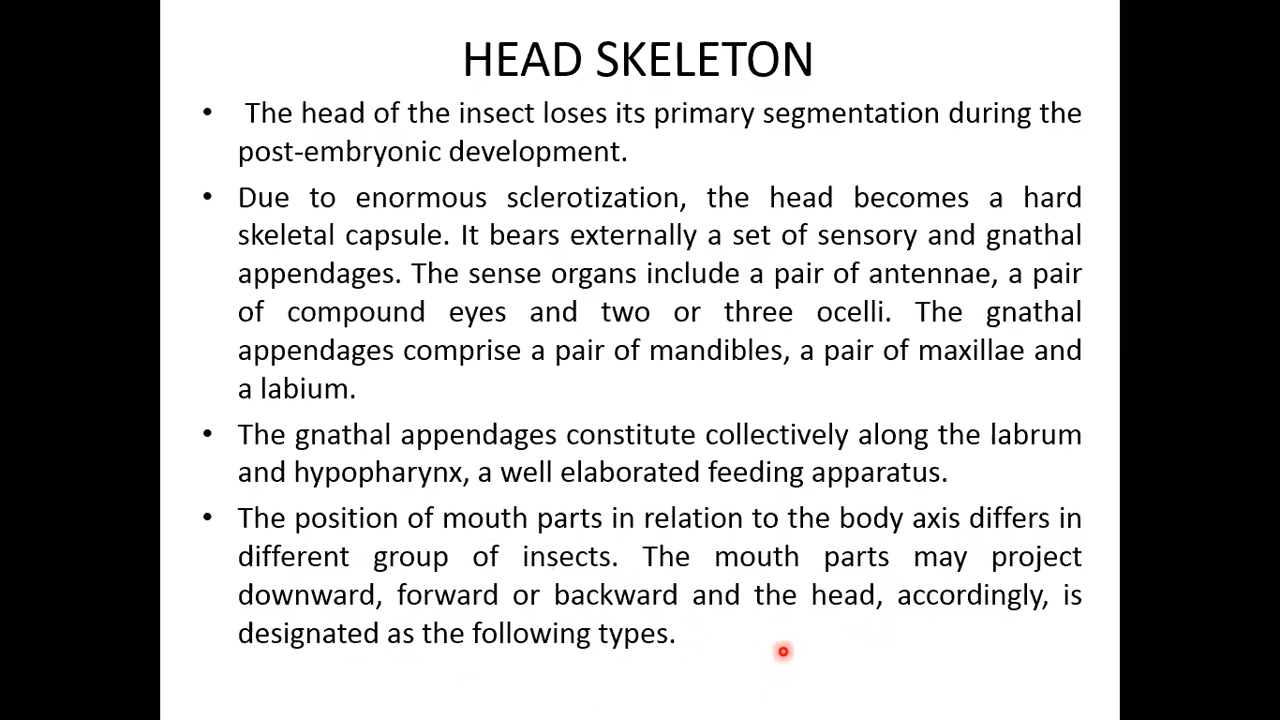 HEAD SKELETON
• The head of the insect loses its primary segmentation during the
post-embryonic development.
• Due to enormous sclerotization, the head becomes a hard
skeletal capsule. It bears externally a set of sensory and gnathal
appendages. The sense organs include a pair of antennae, a pair
of compound eyes and two or three ocelli. The gnathal
appendages comprise a pair of mandibles, a pair of maxillae and
a labium.
• The gnathal appendages constitute collectively along the labrum
and hypopharynx, a well elaborated feeding apparatus.
• The position of mouth parts in relation to the body axis differs in
different group of insects. The mouth parts may project
downward, forward or backward and the head, accordingly, is
designated as the following types.